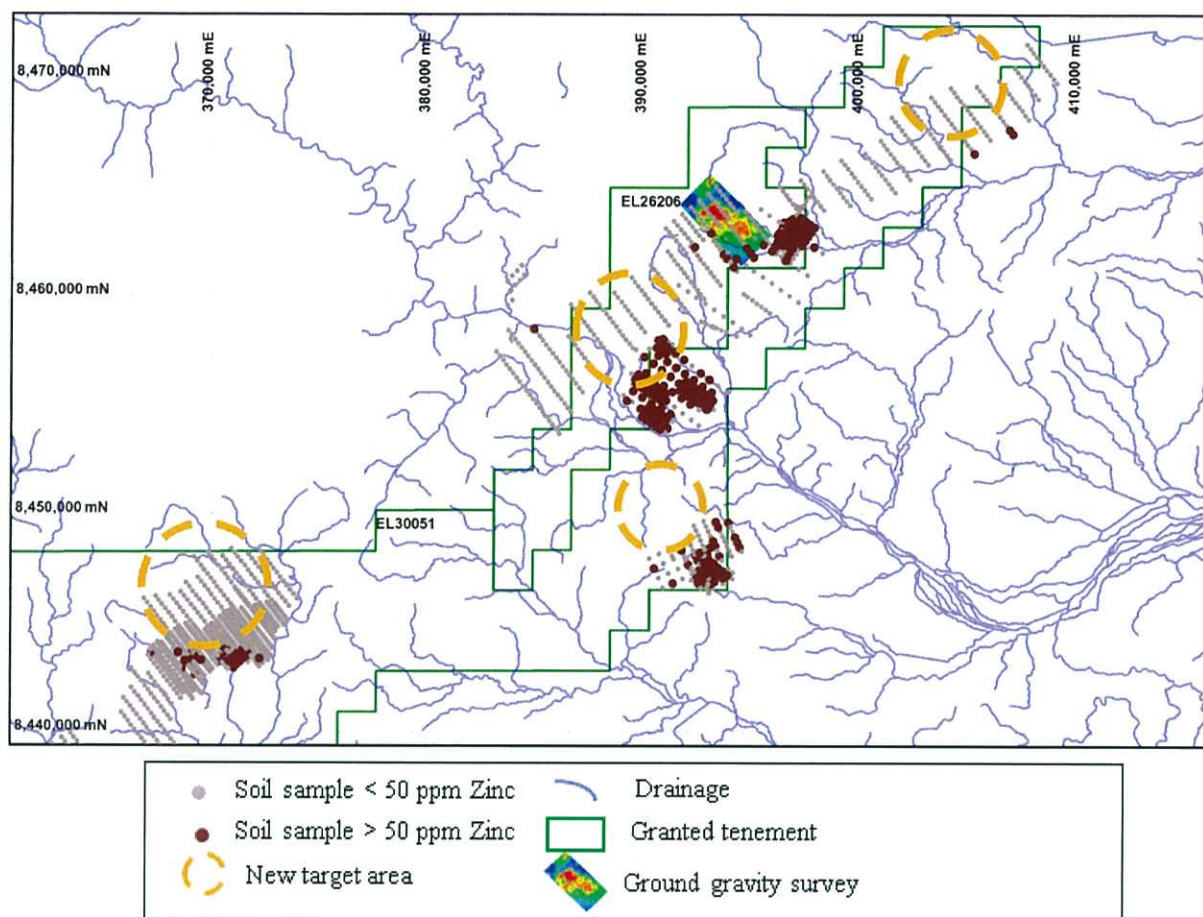 8,470,000 mN
370,000 mE
380,000 mE
390,000 mE
400,000 mE
410,000 mE
EL26206
8,460,000 mN
8,450,000 mN
EL30051
8,440,000 mN
Soil sample < 50 ppm Zinc
Drainage
Soil sample > 50 ppm Zinc
Granted tenement
New target area
Ground gravity survey